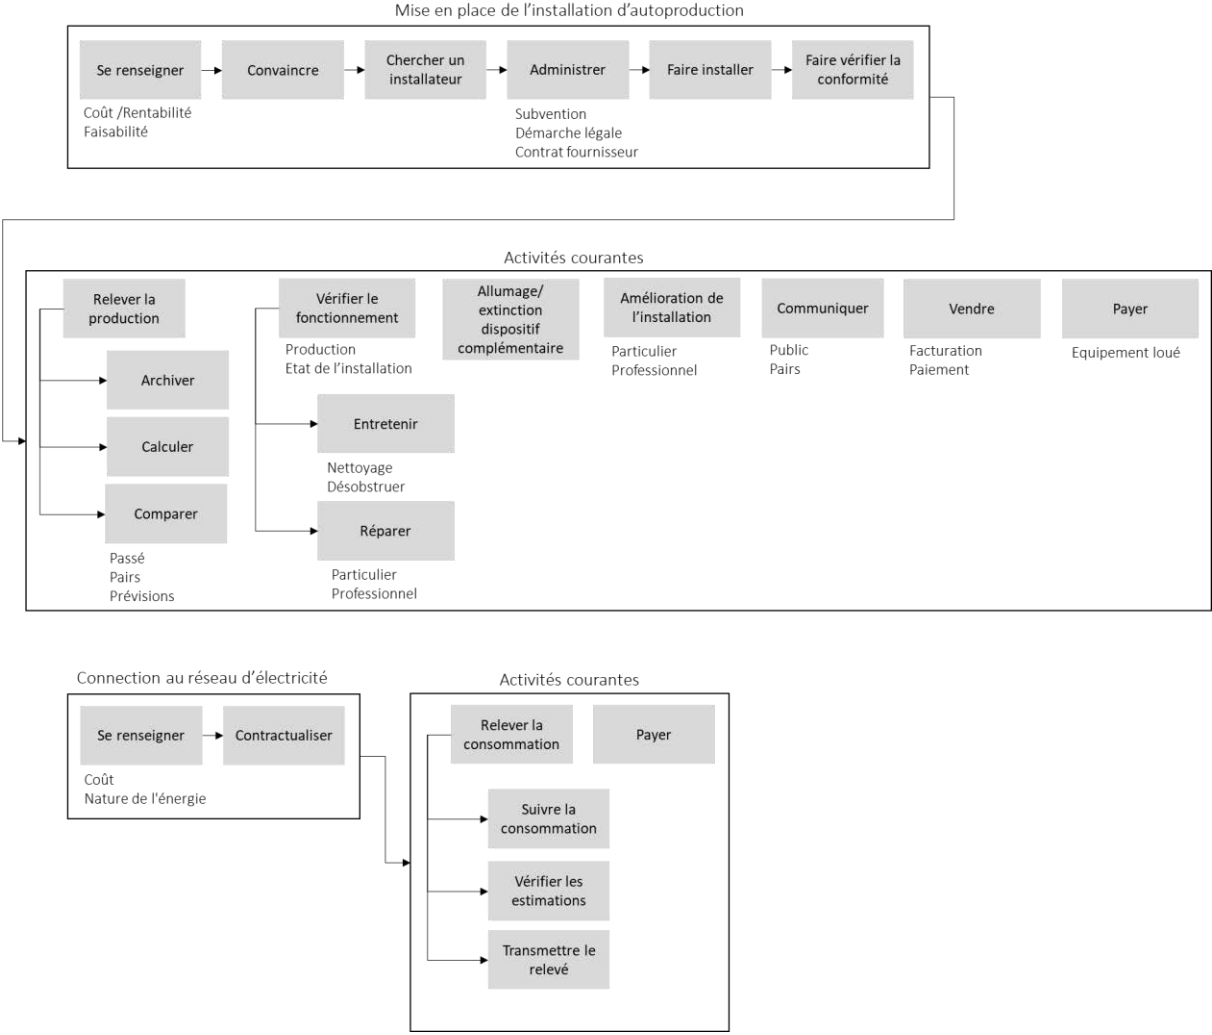 Mise en place de l’installation d’autoproduction
Se renseigner
Convaincre
Chercher un
installateur
Administrer
Faire installer
Faire vérifier la
conformité
Coût /Rentabilité
Faisabilité
Subvention
Démarche légale
Contrat fournisseur
Activités courantes
Relever la
production
Archiver
Calculer
Comparer
Passé
Pairs
Prévisions
Vérifier le
fonctionnement
Production
Etat de l’installation
Entretenir
Nettoyage
Désobstruer
Réparer
Particulier
Professionnel
Allumage/
extinction
dispositif
complémentaire
Amélioration de
l’installation
Particulier
Professionnel
Communiquer
Public
Pairs
Vendre
Facturation
Paiement
Payer
Equipement loué
Connection au réseau d’électricité
Se renseigner
Contractualiser
Coût
Nature de l'énergie
Activités courantes
Relever la
consommation
Payer
Suivre la
consommation
Vérifier les
estimations
Transmettre le
relevé